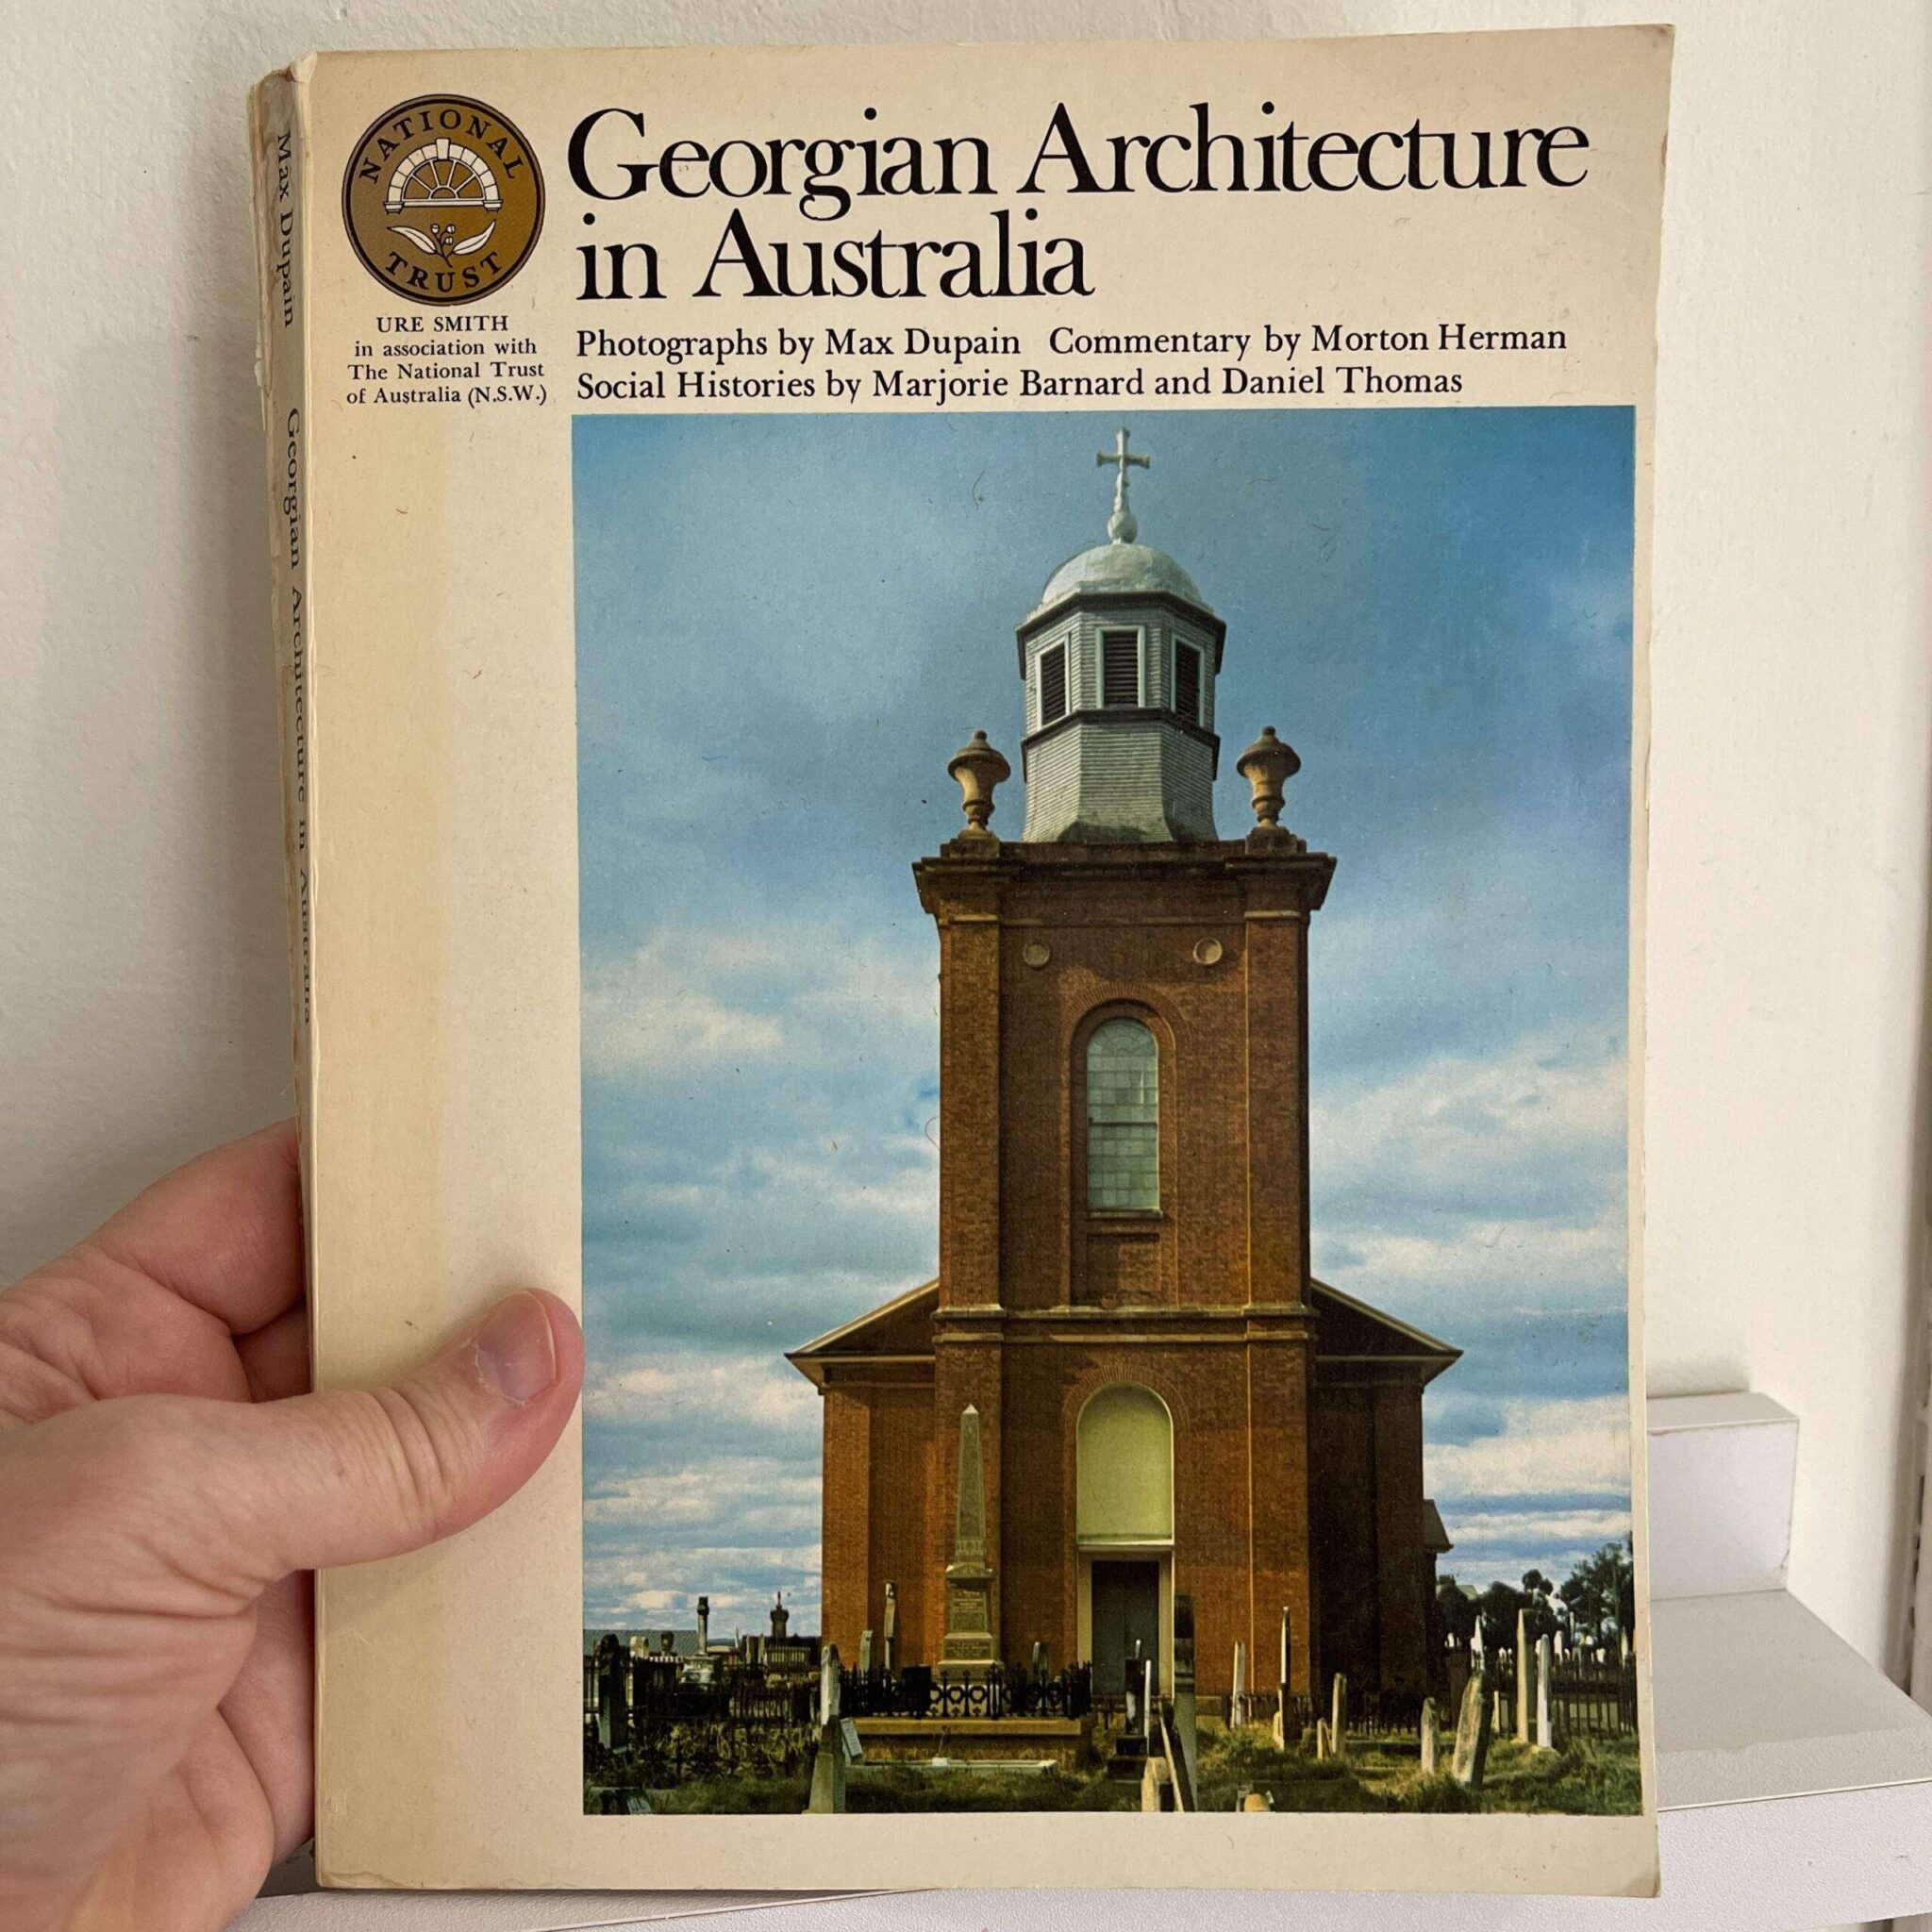 NATIONAL
TRUST
URE SMITH
in association with
The National Trust
of Australia (N.S.W.)
Georgian Architecture
in Australia
Photographs by Max Dupain Commentary by Morton Herman
Social Histories by Marjorie Barnard and Daniel Thomas
Max Dupain Georgian Architecture in Australia